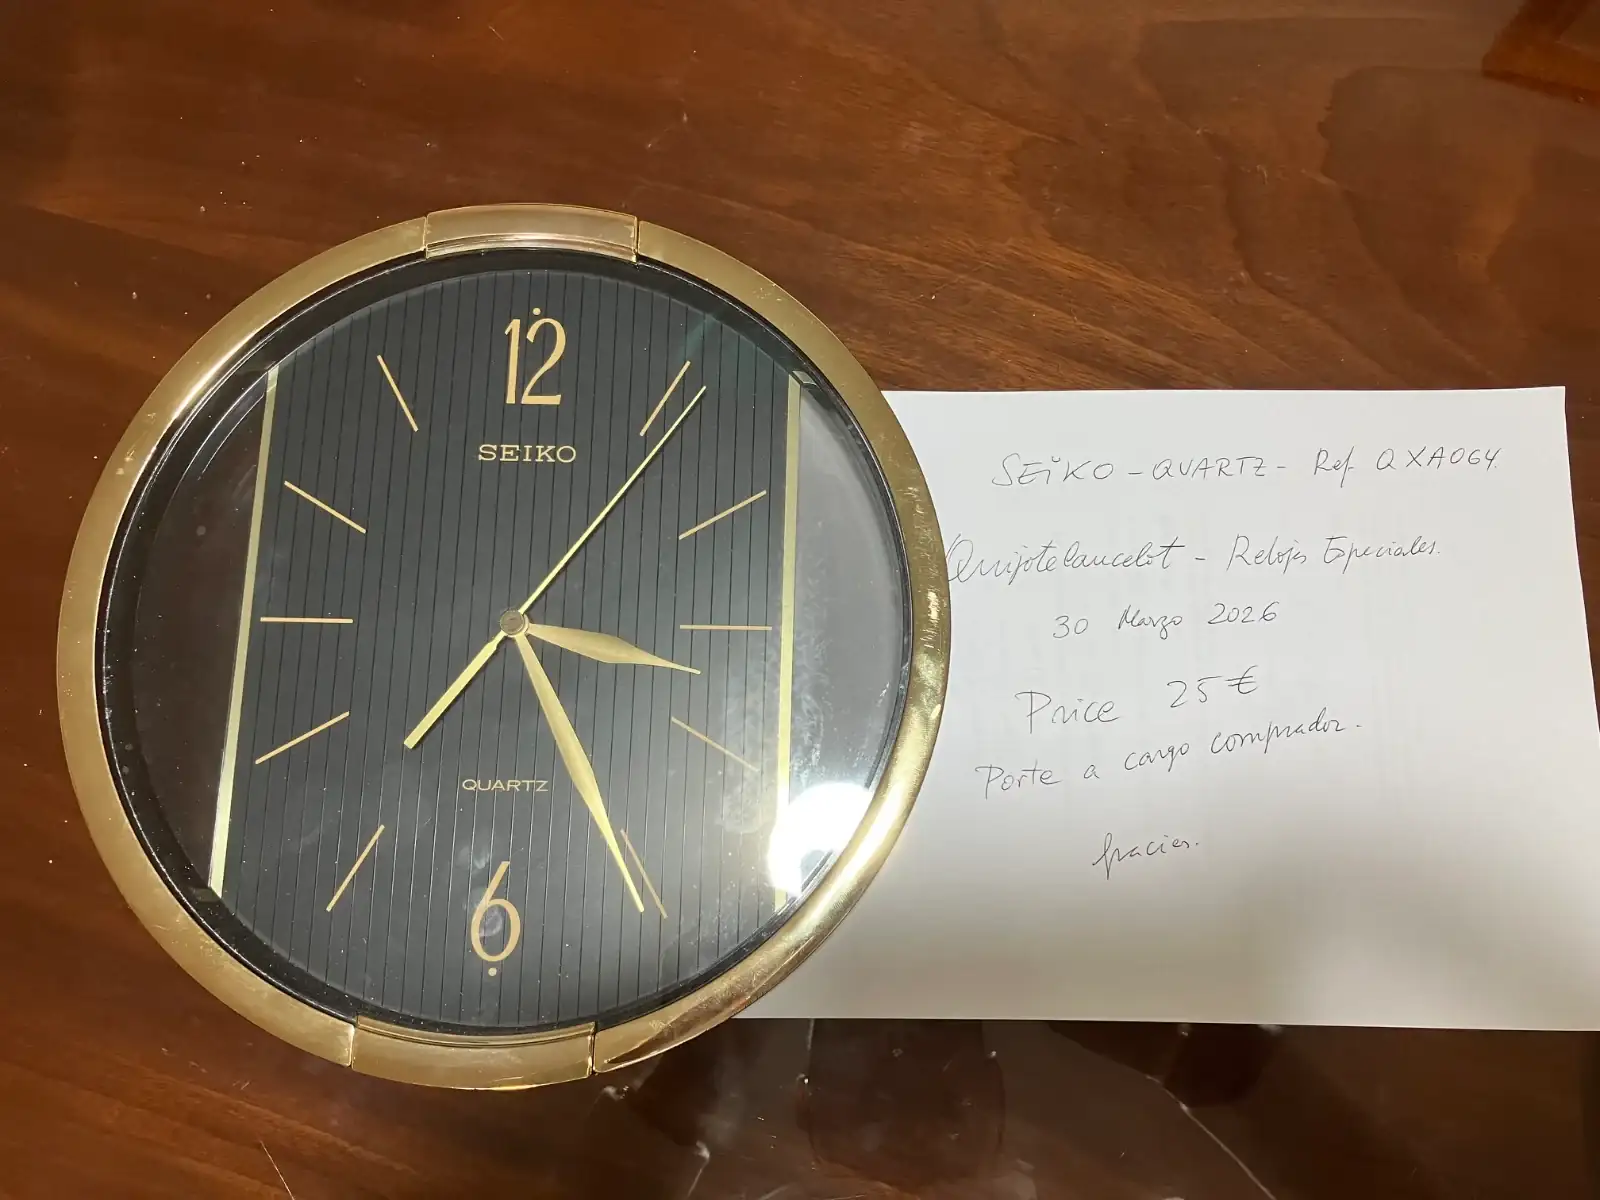 12
SEIKO
QUARTZ
6
SEIKO - QUARTZ - Ref. QXA064
Quijotelancelot - Relojes Especiales.
30 Marzo 2026
Price 25 €
Porte a cargo comprador.
Gracias.